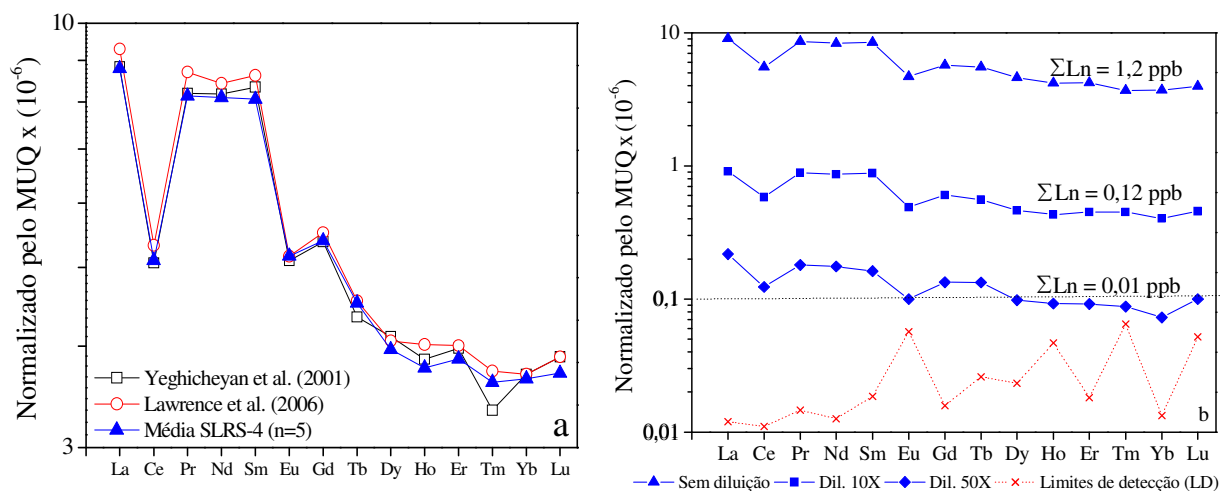 10
Normalizado pelo MUQ x (10-6)
3
Yeghicheyan et al. (2001)
Lawrence et al. (2006)
Média SLRS-4 (n=5)
a
La Ce Pr Nd Sm Eu Gd Tb Dy Ho Er Tm Yb Lu
10
1
0,1
0,01
Normalizado pelo MUQ x (10-6)
ΣLn = 1,2 ppb
ΣLn = 0,12 ppb
ΣLn = 0,01 ppb
b
La Ce Pr Nd Sm Eu Gd Tb Dy Ho Er Tm Yb Lu
Sem diluição Dil. 10X Dil. 50X Limites de detecção (LD)